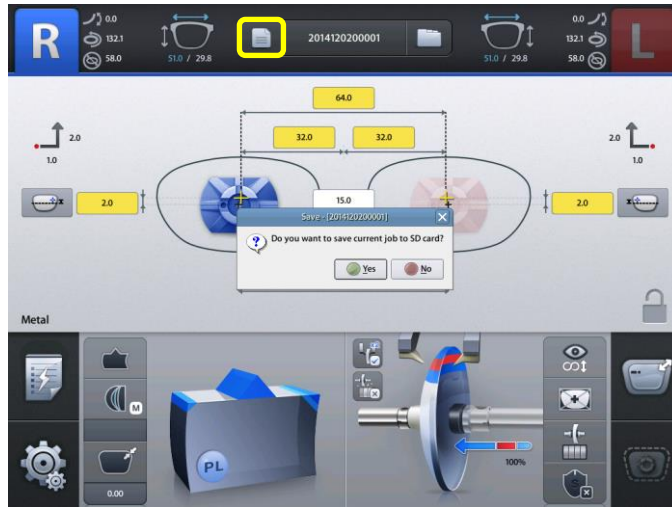 R
0.0
132.1
58.0
51.0 / 29.8
2014120200001
51.0 / 29.8
0.0
132.1
58.0
L
64.0
32.0 32.0
2.0
1.0
2.0
1.0
x 2.0
15.0
2.0 x
Save - [2014120200001]
Do you want to save current job to SD card?
Yes No
Metal
M
PL
100%
0.00
S